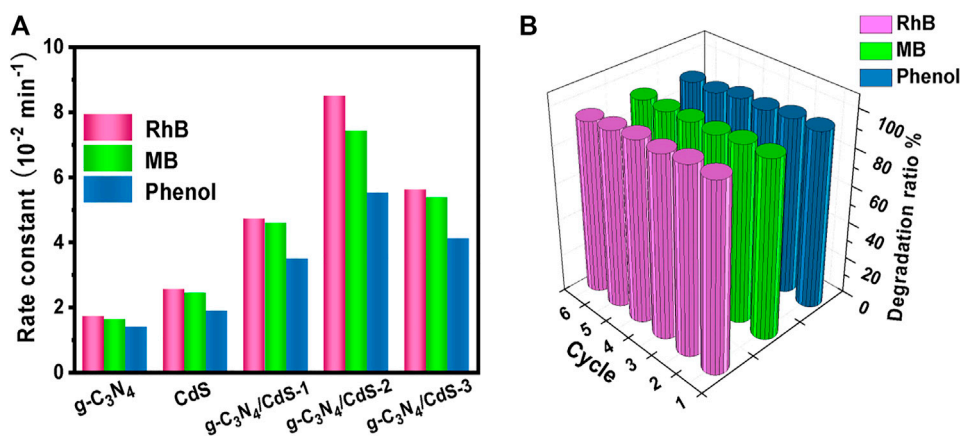 A
Rate constant (10⁻² min⁻¹)
10
8
6
4
2
0
RhB
MB
Phenol
g-C₃N₄
CdS
g-C₃N₄/CdS-1
g-C₃N₄/CdS-2
g-C₃N₄/CdS-3
B
RhB
MB
Phenol
100
80
60
40
20
0
Degradation ratio %
6
5
4
3
2
1
Cycle